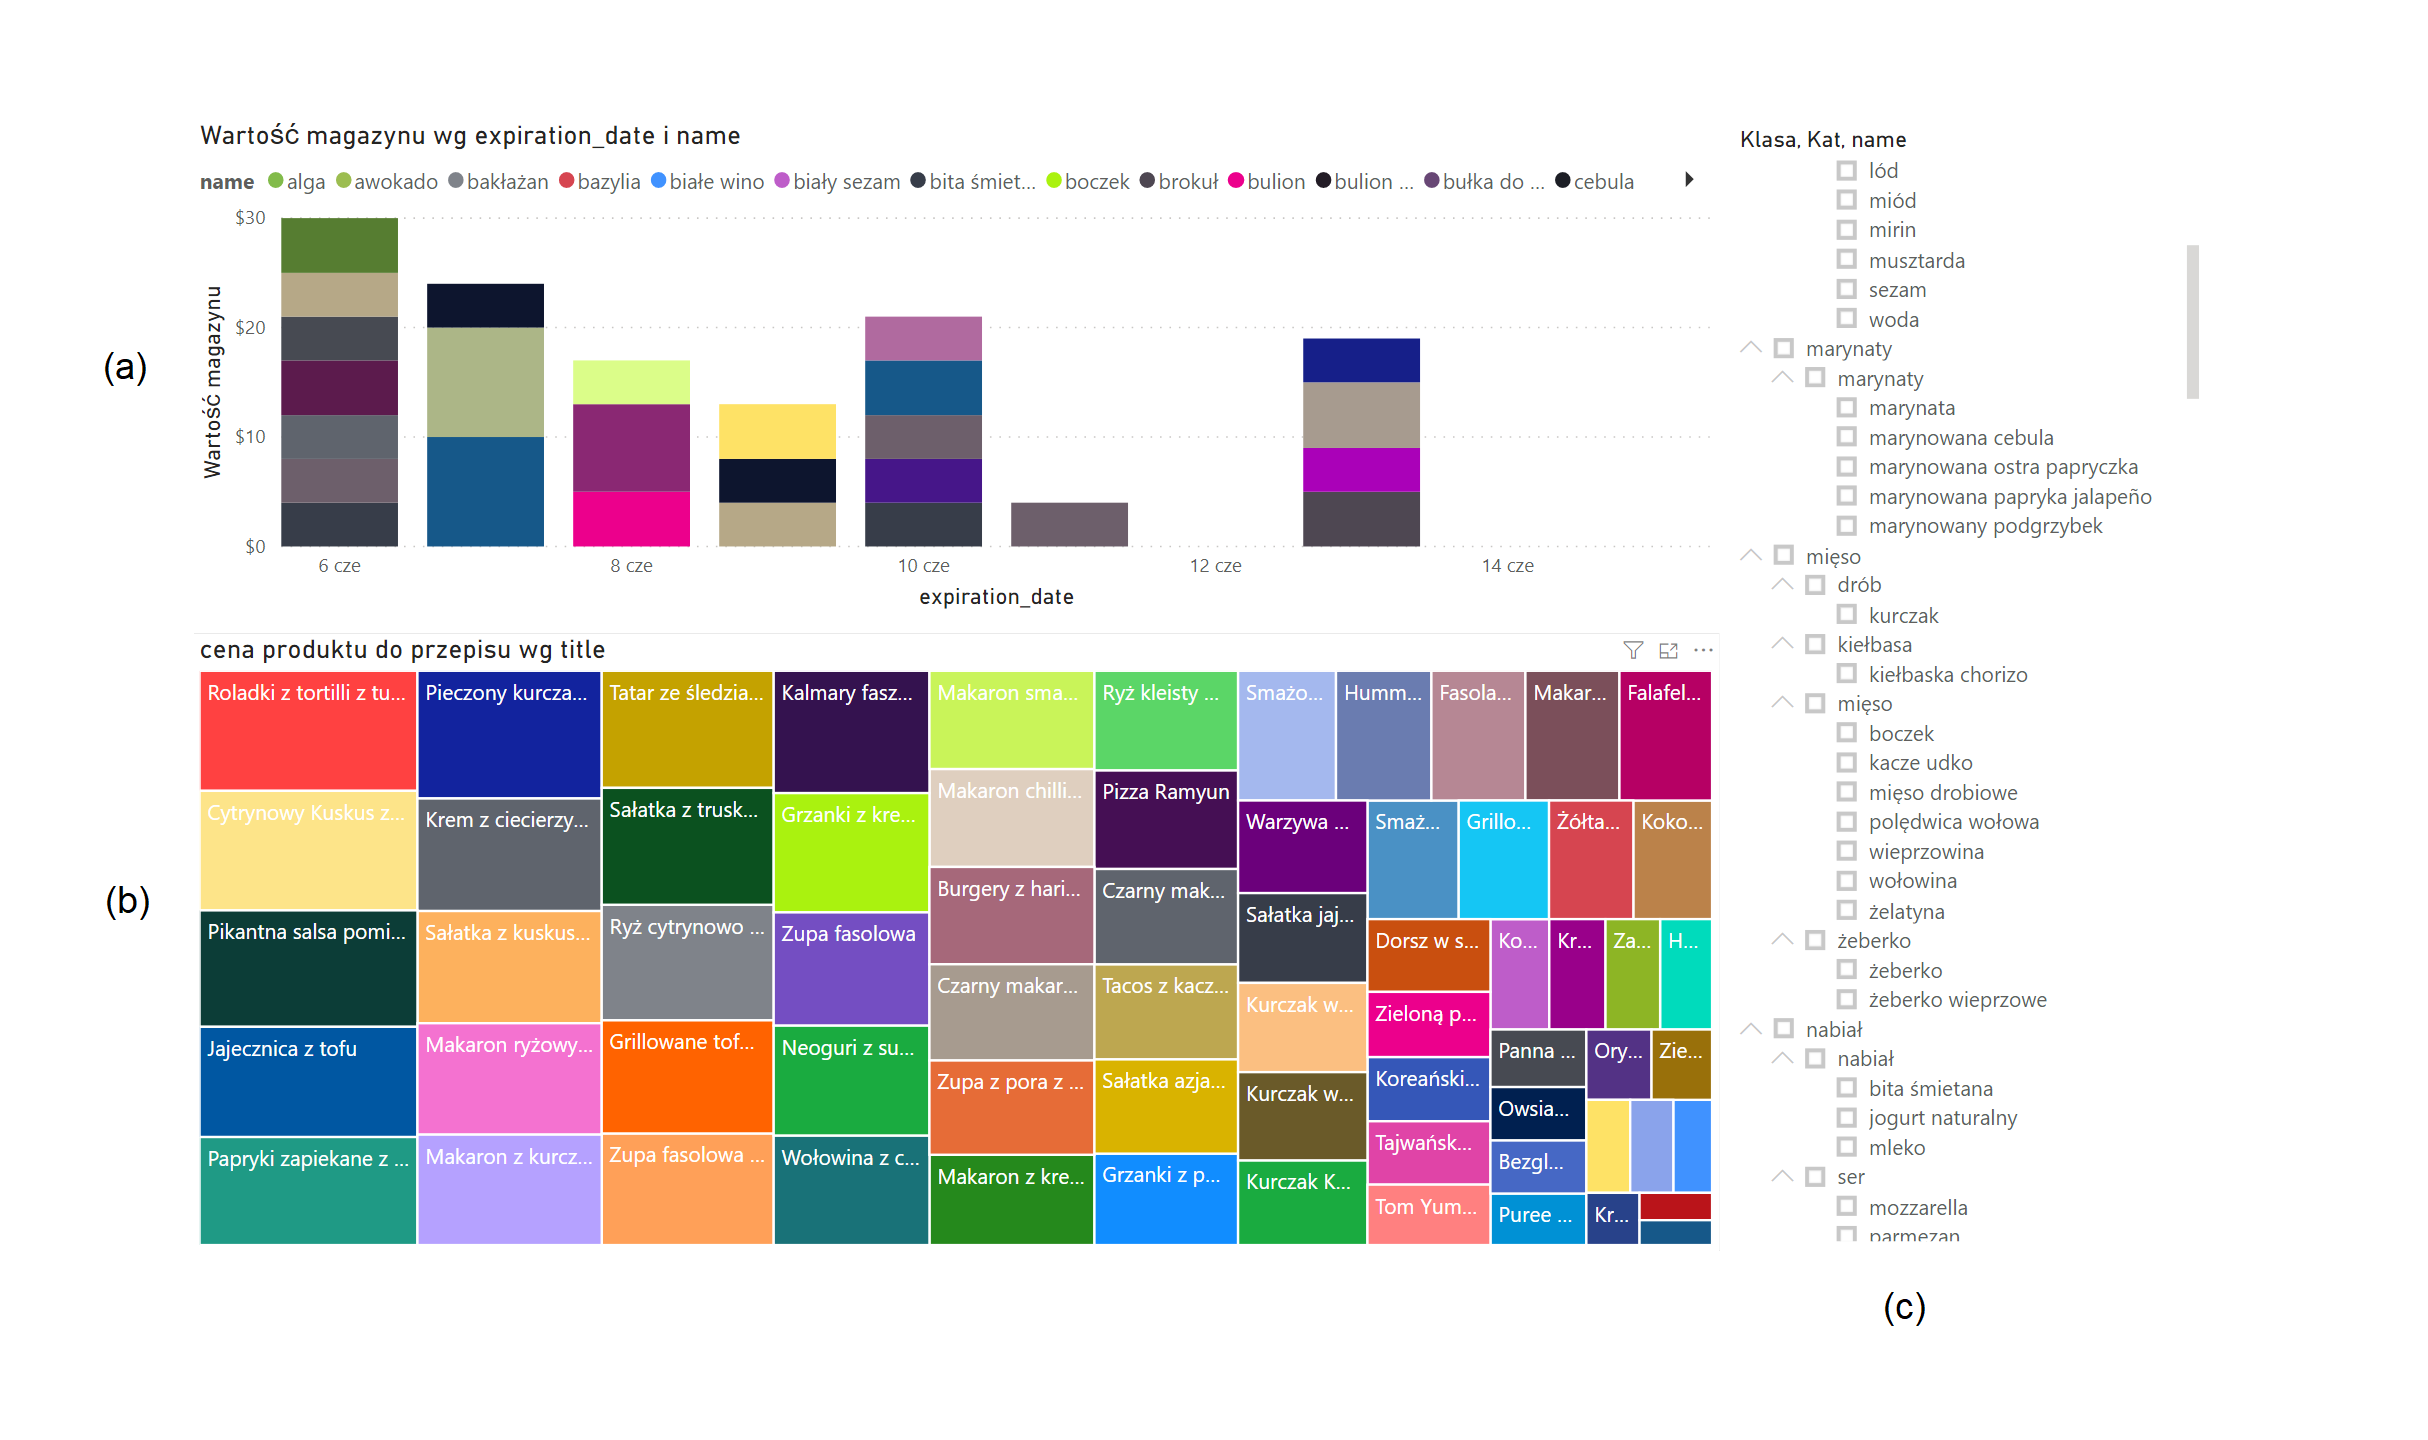 Wartość magazynu wg expiration_date i name
name alga awokado bakłażan bazylia białe wino biały sezam bita śmiet... boczek brokuł bulion bulion ... bułka do ... cebula
$30
$20
$10
$0
Wartość magazynu
6 cze 8 cze 10 cze 12 cze 14 cze
expiration_date
(a)
cena produktu do przepisu wg title
Roladki z tortilli z tu...
Cytrynowy Kuskus z...
Pikantna salsa pomi...
Jajecznica z tofu
Papryki zapiekane z ...
Pieczony kurcza...
Krem z ciecierzy...
Sałatka z kuskus...
Makaron ryżowy...
Makaron z kurcz...
Tatar ze śledzia...
Sałatka z trusk...
Ryż cytrynowo ...
Grillowane tof...
Zupa fasolowa ...
Kalmary fasz...
Grzanki z kre...
Zupa fasolowa
Neoguri z su...
Wołowina z c...
Makaron sma...
Makaron chilli...
Burgery z hari...
Czarny makar...
Zupa z pora z ...
Makaron z kre...
Ryż kleisty ...
Pizza Ramyun
Czarny mak...
Tacos z kacz...
Sałatka azja...
Grzanki z p...
Smażo...
Humm...
Fasola...
Makar...
Falafel...
Warzywa ...
Sałatka jaj...
Kurczak w...
Kurczak w...
Kurczak K...
Smaż...
Grillo...
Żółta...
Koko...
Dorsz w s...
Zieloną p...
Koreański...
Tajwańsk...
Tom Yum...
Ko...
Kr...
Za...
H...
Panna ...
Owsia...
Bezgl...
Puree ...
Ory...
Zie...
Kr...
(b)
Klasa, Kat, name
lód
miód
mirin
musztarda
sezam
woda
marynaty
marynaty
marynata
marynowana cebula
marynowana ostra papryczka
marynowana papryka jalapeño
marynowany podgrzybek
mięso
drób
kurczak
kiełbasa
kiełbaska chorizo
mięso
boczek
kacze udko
mięso drobiowe
polędwica wołowa
wieprzowina
wołowina
żelatyna
żeberko
żeberko
żeberko wieprzowe
nabiał
nabiał
bita śmietana
jogurt naturalny
mleko
ser
mozzarella
parmezan
(c)